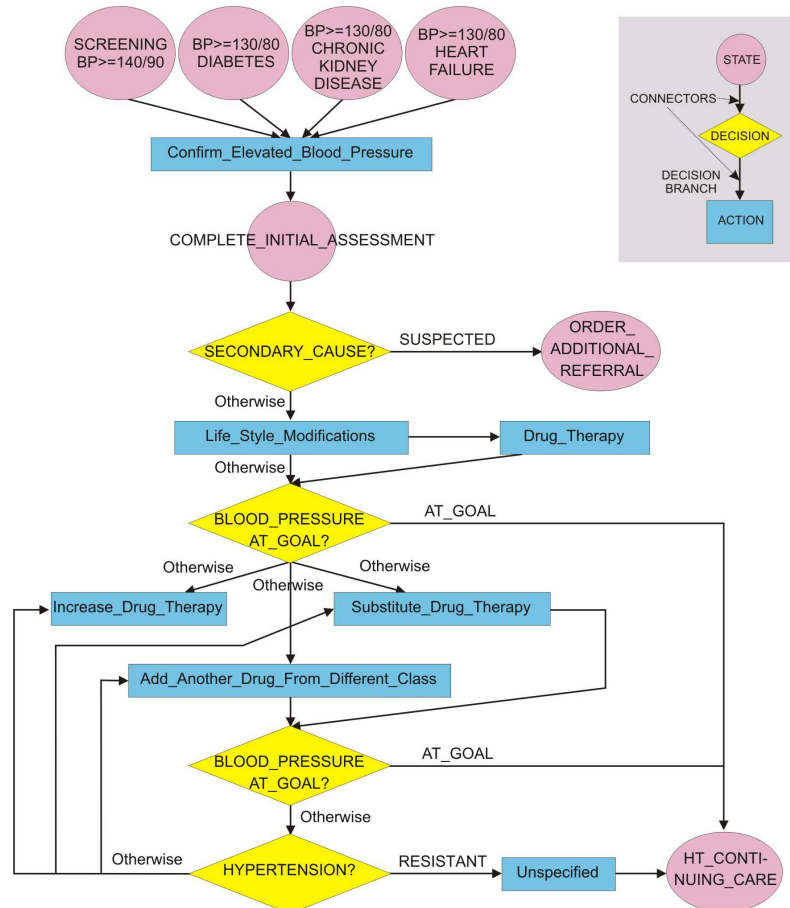 SCREENING
BP>=140/90
BP>=130/80
DIABETES
BP>=130/80
CHRONIC
KIDNEY
DISEASE
BP>=130/80
HEART
FAILURE
STATE
CONNECTORS
DECISION
DECISION
BRANCH
ACTION
Confirm_Elevated_Blood_Pressure
COMPLETE_INITIAL_ASSESSMENT
SECONDARY_CAUSE?
SUSPECTED
ORDER_
ADDITIONAL_
REFERRAL
Otherwise
Life_Style_Modifications
Drug_Therapy
Otherwise
BLOOD_PRESSURE
AT_GOAL?
AT_GOAL
Otherwise
Otherwise
Otherwise
Increase_Drug_Therapy
Substitute_Drug_Therapy
Add_Another_Drug_From_Different_Class
BLOOD_PRESSURE
AT_GOAL?
AT_GOAL
Otherwise
Otherwise
HYPERTENSION?
RESISTANT
Unspecified
HT_CONTI-
NUING_CARE